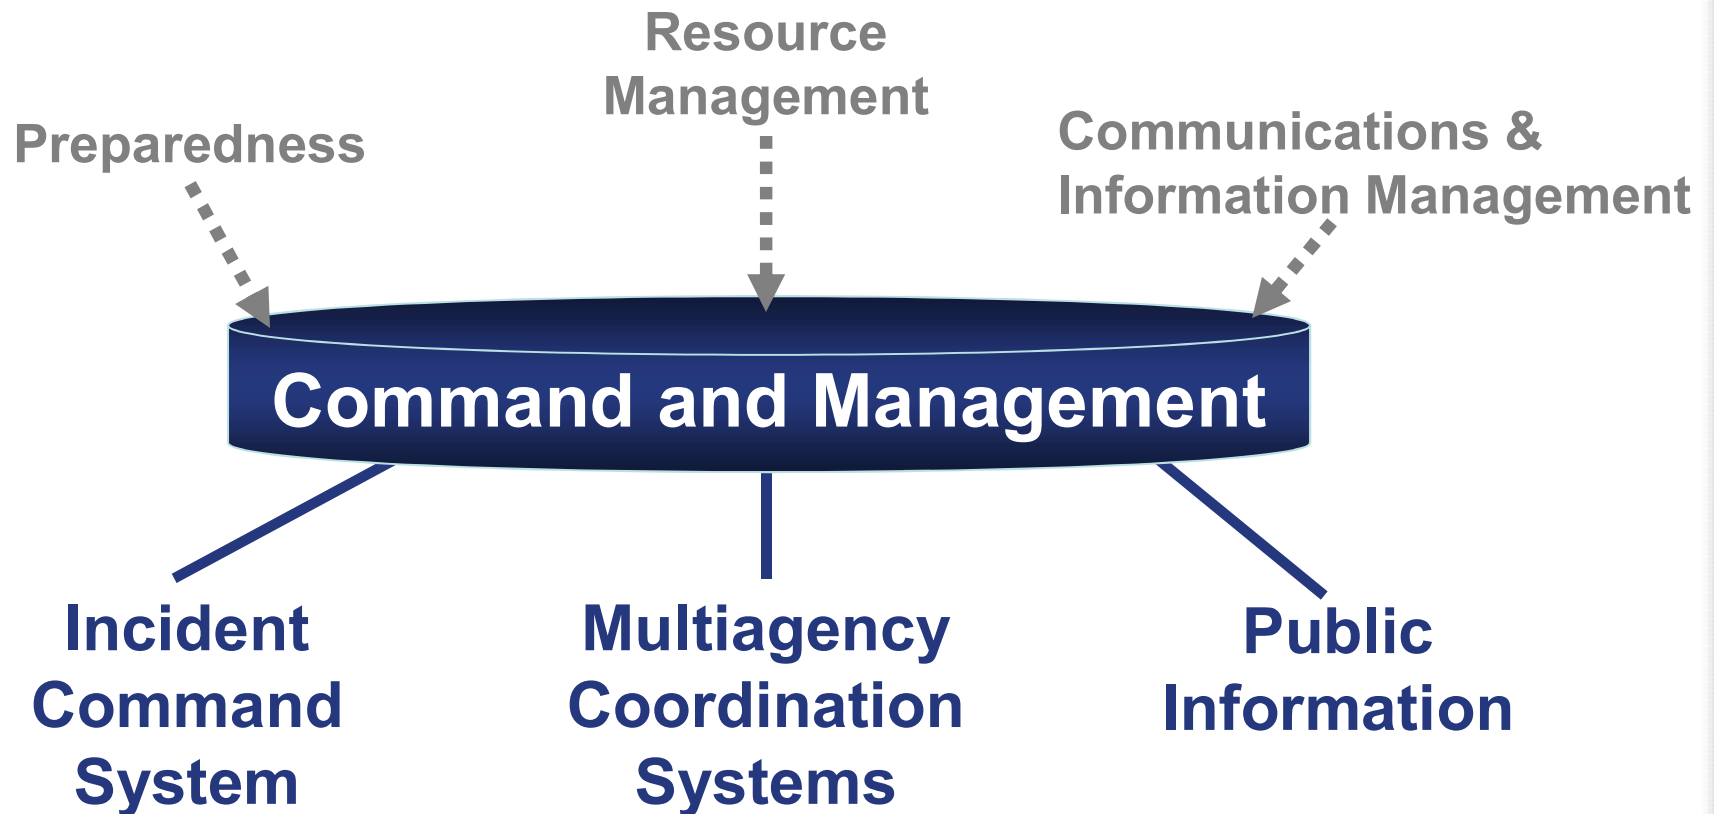 Resource
Management
Preparedness
Communications &
Information Management
Command and Management
Incident
Command
System
Multiagency
Coordination
Systems
Public
Information